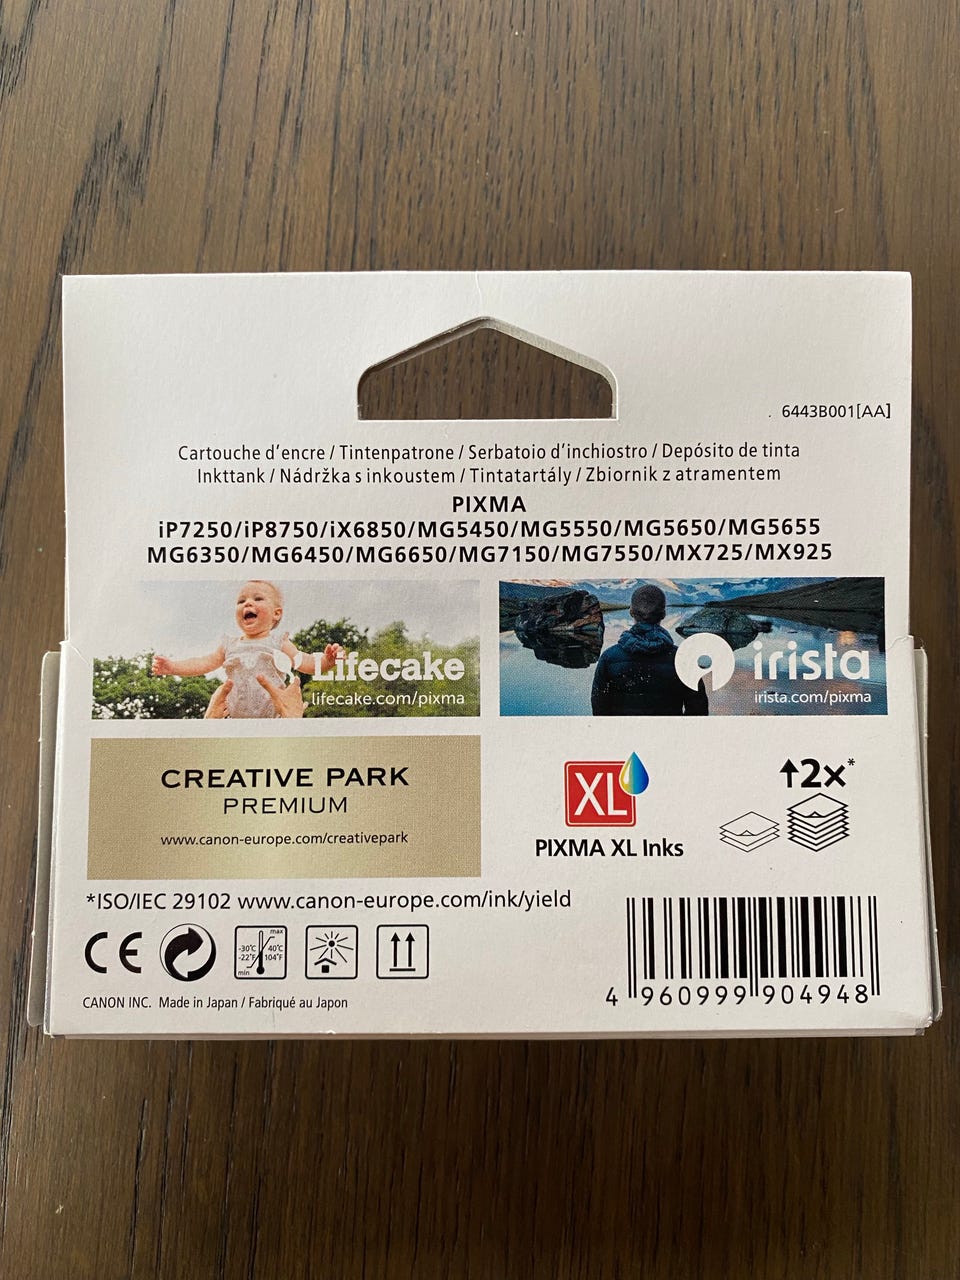 6443B001[AA]
Cartouche d'encre / Tintenpatrone / Serbatoio d'inchiostro / Depósito de tinta
Inkttank / Nádržka s inkoustem / Tintatartály / Zbiornik z atramentem
PIXMA
iP7250/iP8750/iX6850/MG5450/MG5550/MG5650/MG5655
MG6350/MG6450/MG6650/MG7150/MG7550/MX725/MX925
Lifecake
lifecake.com/pixma
irista
irista.com/pixma
CREATIVE PARK
PREMIUM
www.canon-europe.com/creativepark
XL
PIXMA XL Inks
↑2x*
*ISO/IEC 29102 www.canon-europe.com/ink/yield
CE
max
-30°C 40°C
-22°F 104°F
min
CANON INC. Made in Japan / Fabriqué au Japon
4 960999 904948